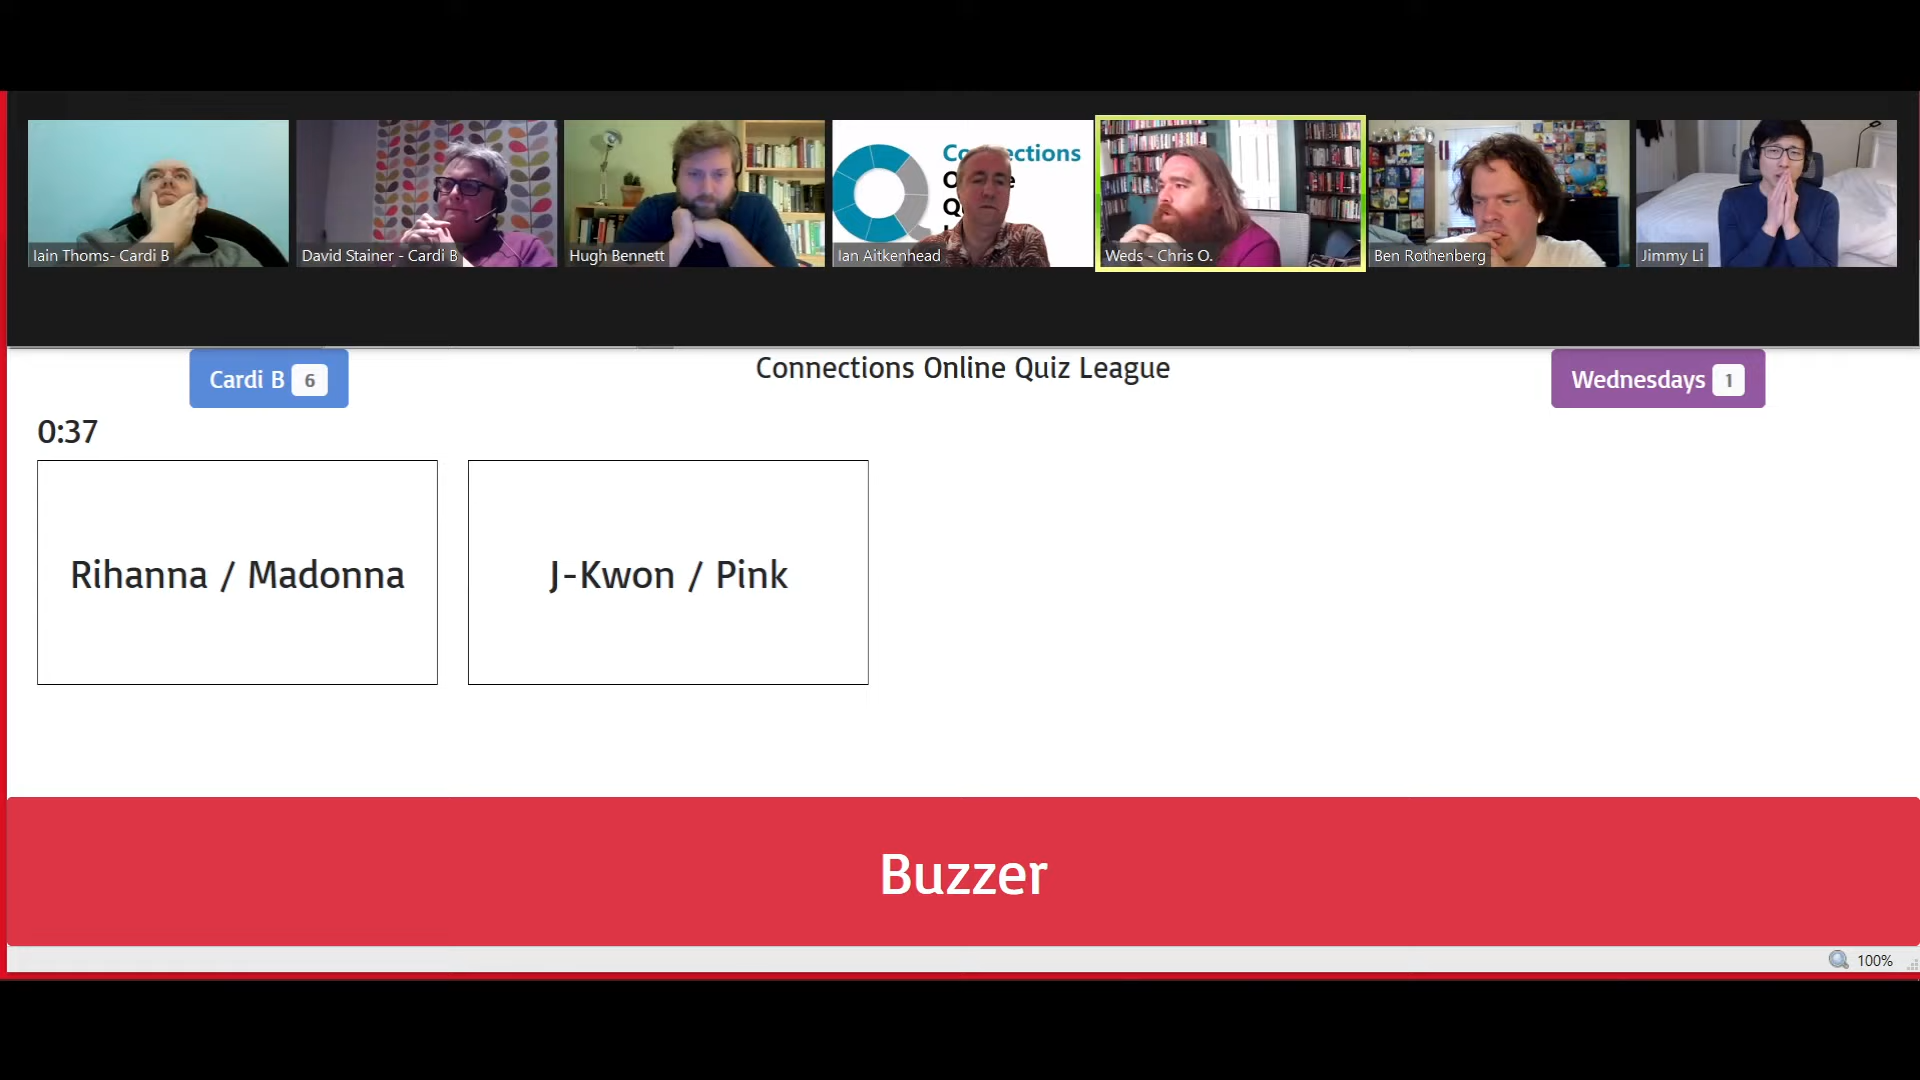 Connections
O e
Q
Iain Thoms- Cardi B
David Stainer - Cardi B
Hugh Bennett
Ian Aitkenhead
Weds - Chris O.
Ben Rothenberg
Jimmy Li
Cardi B 6
Connections Online Quiz League
Wednesdays 1
0:37
Rihanna / Madonna
J-Kwon / Pink
Buzzer
100%